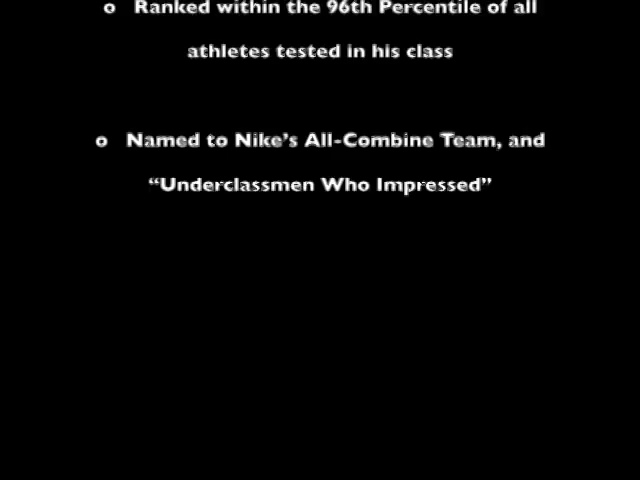 o Ranked within the 96th Percentile of all
athletes tested in his class
o Named to Nike’s All-Combine Team, and
“Underclassmen Who Impressed”